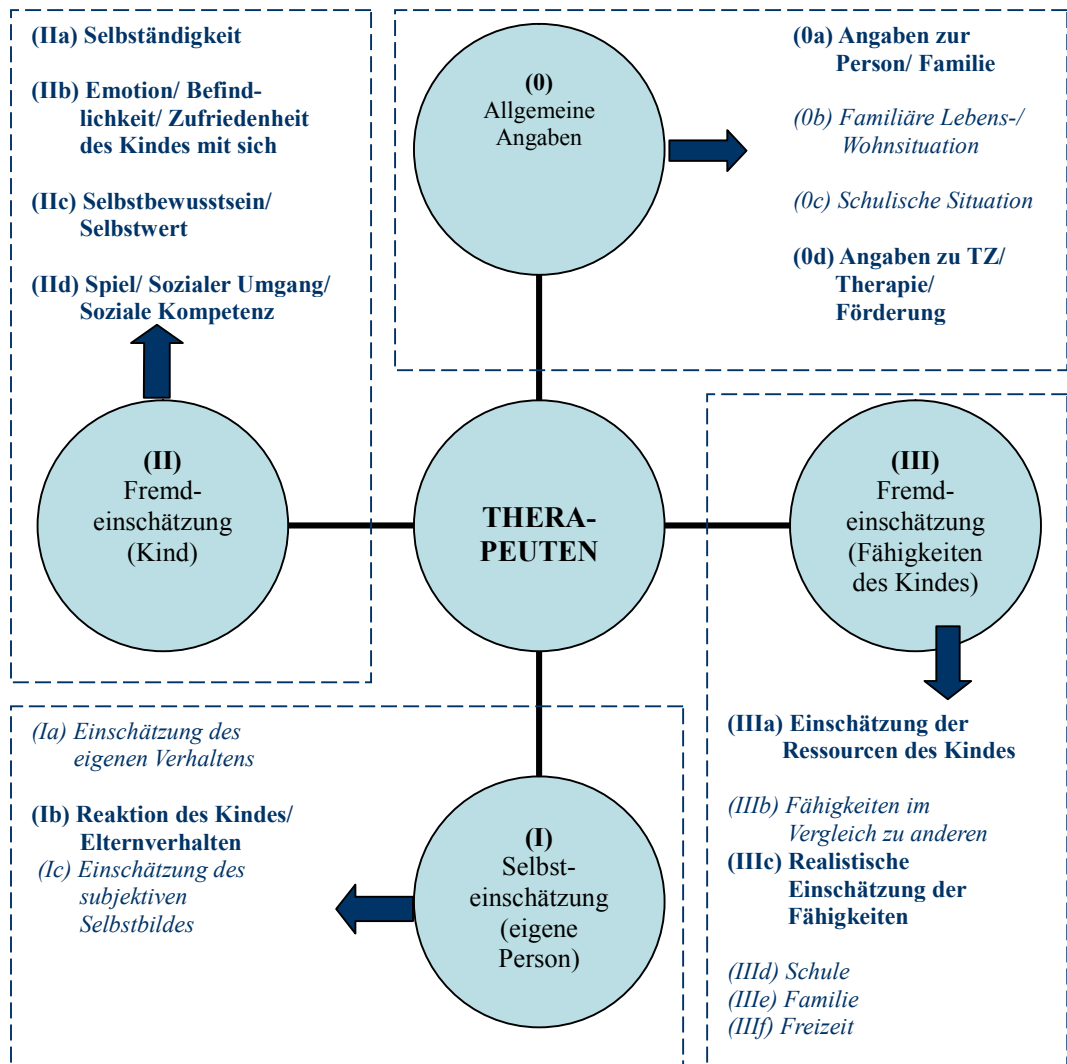 (IIa) Selbständigkeit
(IIb) Emotion/ Befind-
lichkeit/ Zufriedenheit
des Kindes mit sich
(IIc) Selbstbewusstsein/
Selbstwert
(IId) Spiel/ Sozialer Umgang/
Soziale Kompetenz
(0)
Allgemeine
Angaben
(0a) Angaben zur
Person/ Familie
(0b) Familiäre Lebens-/
Wohnsituation
(0c) Schulische Situation
(0d) Angaben zu TZ/
Therapie/
Förderung
(II)
Fremd-
einschätzung
(Kind)
THERA-
PEUTEN
(III)
Fremd-
einschätzung
(Fähigkeiten
des Kindes)
(Ia) Einschätzung des
eigenen Verhaltens
(Ib) Reaktion des Kindes/
Elternverhalten
(Ic) Einschätzung des
subjektiven
Selbstbildes
(I)
Selbst-
einschätzung
(eigene
Person)
(IIIa) Einschätzung der
Ressourcen des Kindes
(IIIb) Fähigkeiten im
Vergleich zu anderen
(IIIc) Realistische
Einschätzung der
Fähigkeiten
(IIId) Schule
(IIIe) Familie
(IIIf) Freizeit